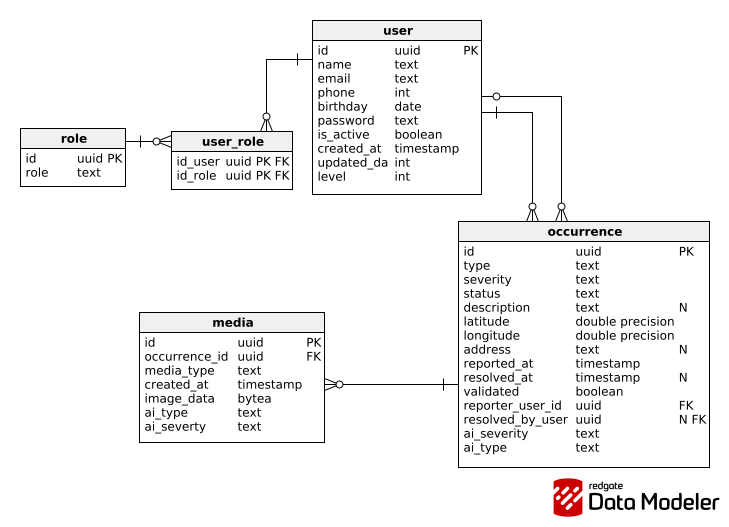 user
id uuid PK
name text
email text
phone int
birthday date
password text
is_active boolean
created_at timestamp
updated_da int
level int
role
id uuid PK
role text
user_role
id_user uuid PK FK
id_role uuid PK FK
occurrence
id uuid PK
type text
severity text
status text
description text N
latitude double precision
longitude double precision
address text N
reported_at timestamp
resolved_at timestamp N
validated boolean
reporter_user_id uuid FK
resolved_by_user uuid N FK
ai_severity text
ai_type text
media
id uuid PK
occurrence_id uuid FK
media_type text
created_at timestamp
image_data bytea
ai_type text
ai_severty text
redgate
Data Modeler